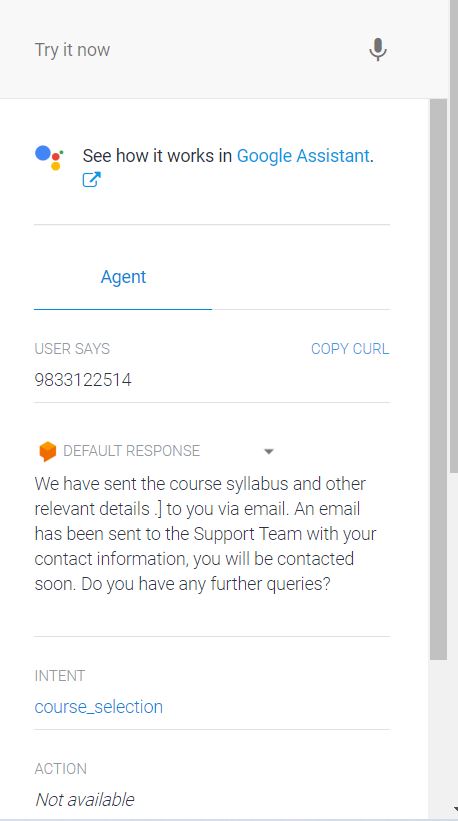 Try it now
See how it works in Google Assistant.
Agent
USER SAYS
COPY CURL
9833122514
DEFAULT RESPONSE
We have sent the course syllabus and other
relevant details .] to you via email. An email
has been sent to the Support Team with your
contact information, you will be contacted
soon. Do you have any further queries?
INTENT
course_selection
ACTION
Not available